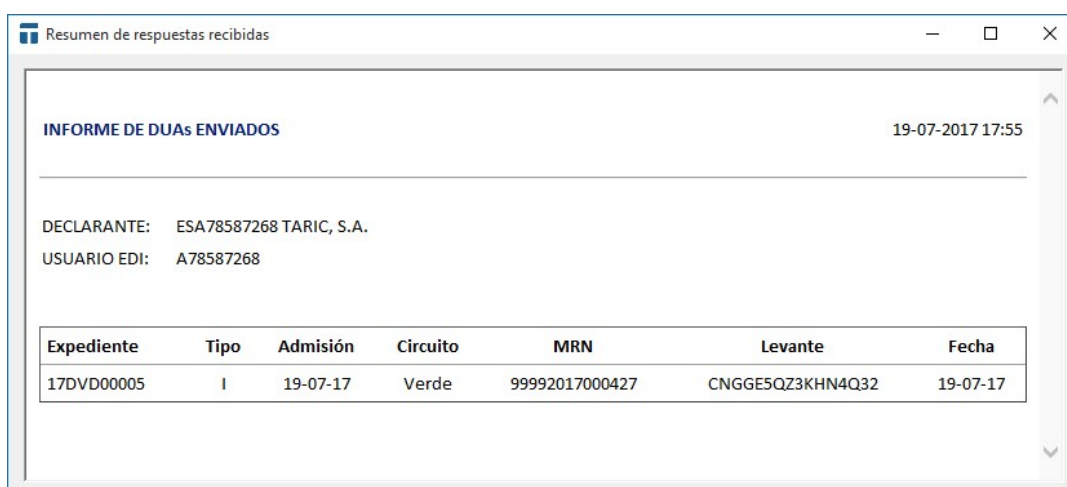 Resumen de respuestas recibidas
INFORME DE DUAs ENVIADOS 19-07-2017 17:55
DECLARANTE: ESA78587268 TARIC, S.A.
USUARIO EDI: A78587268
Expediente Tipo Admisión Circuito MRN Levante Fecha
17DVD00005 I 19-07-17 Verde 99992017000427 CNGGE5QZ3KHN4Q32 19-07-17